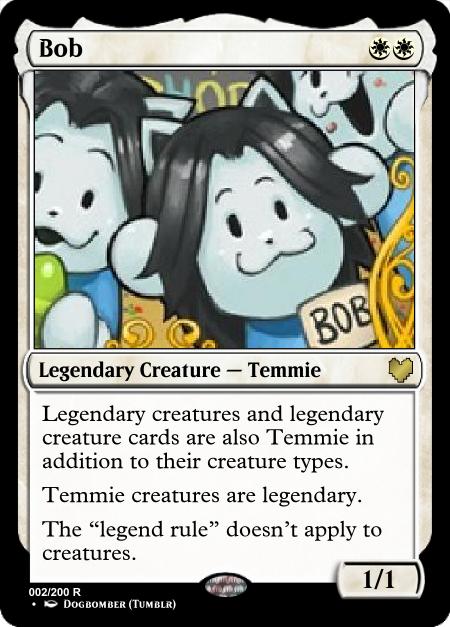 Bob
HOP
BOB
Legendary Creature — Temmie
Legendary creatures and legendary
creature cards are also Temmie in
addition to their creature types.
Temmie creatures are legendary.
The “legend rule” doesn’t apply to
creatures.
1/1
002/200 R
• DOGBOMBER (TUMBLR)